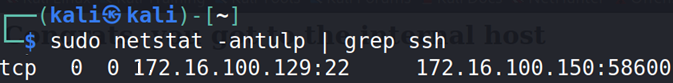 ┌──(kali㉿kali)-[~]
└─$ sudo netstat -antulp | grep ssh
tcp 0 0 172.16.100.129:22 172.16.100.150:58600